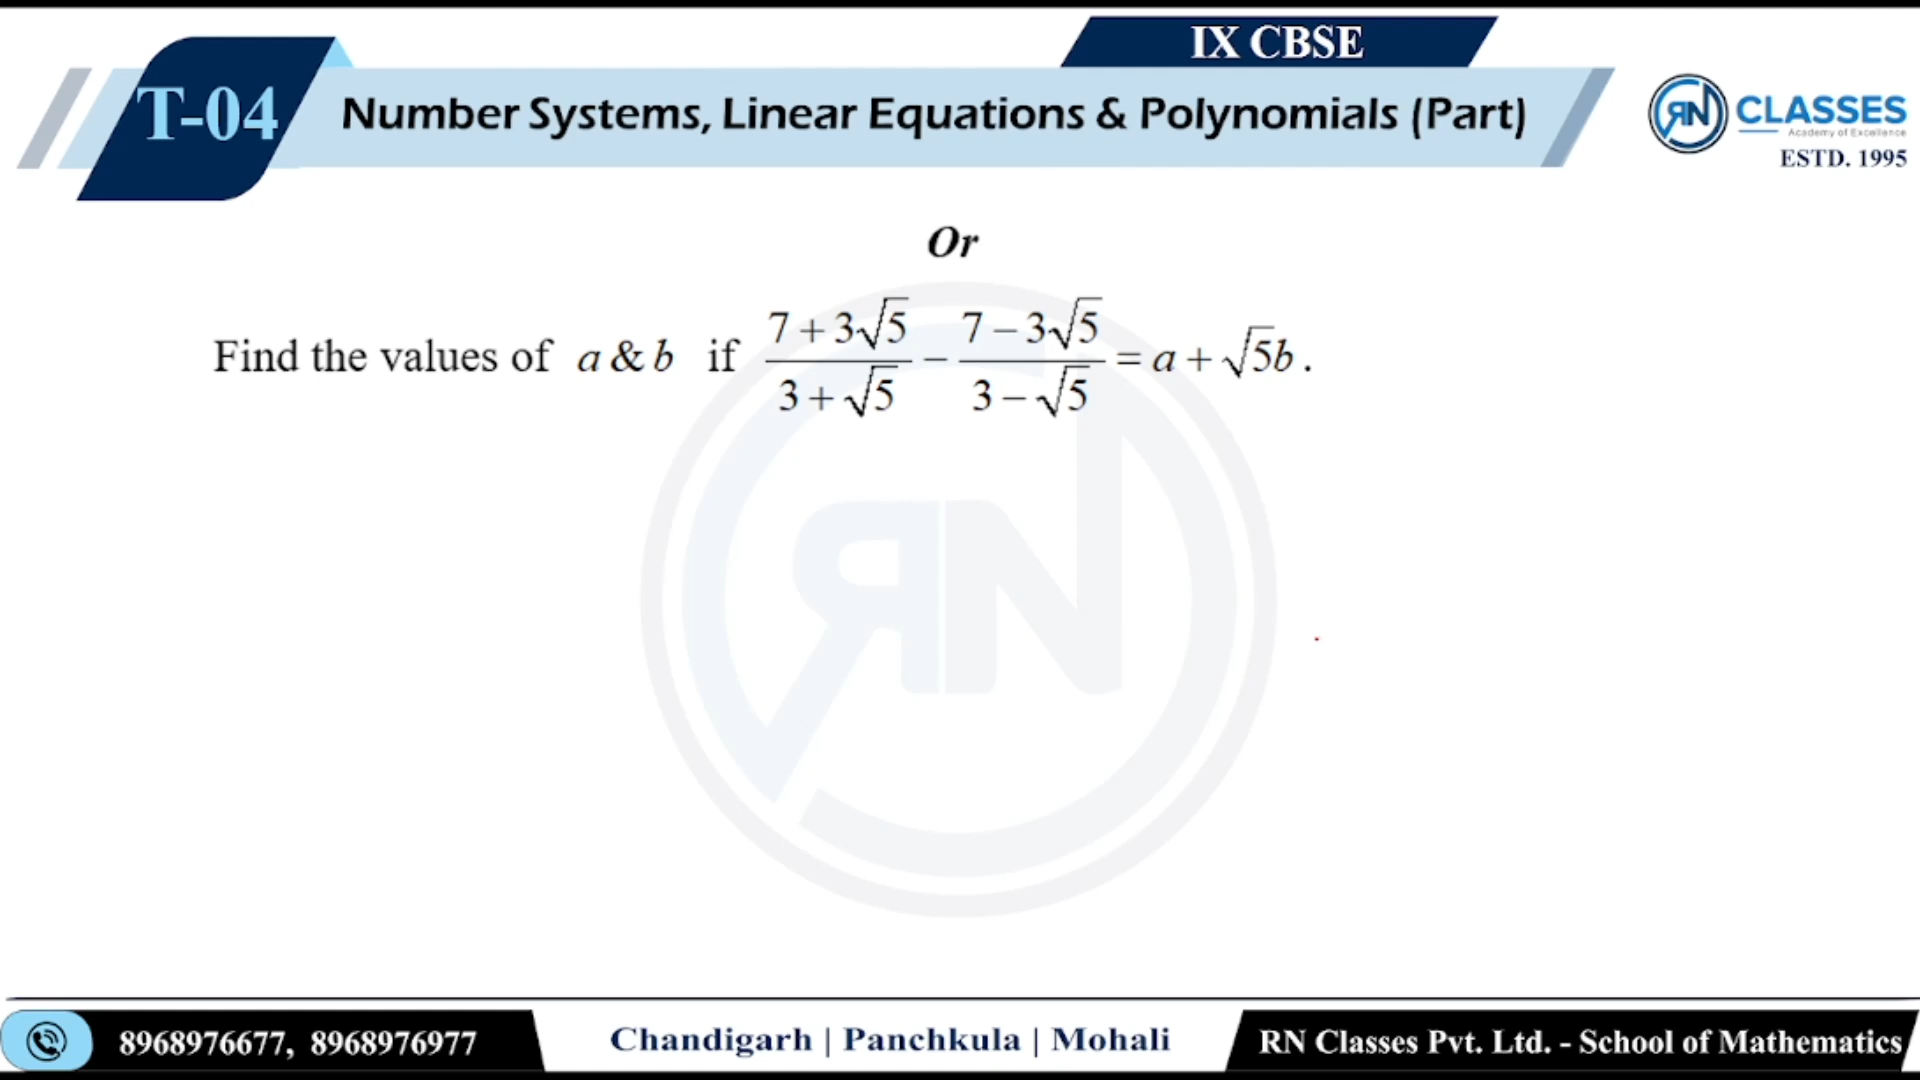 IX CBSE
T-04
Number Systems, Linear Equations & Polynomials (Part)
RN CLASSES
Academy of Excellence
ESTD. 1995
Or
Find the values of a & b if (7 + 3√5)/(3 + √5) − (7 − 3√5)/(3 − √5) = a + √5b.
RN
8968976677, 8968976977
Chandigarh | Panchkula | Mohali
RN Classes Pvt. Ltd. - School of Mathematics